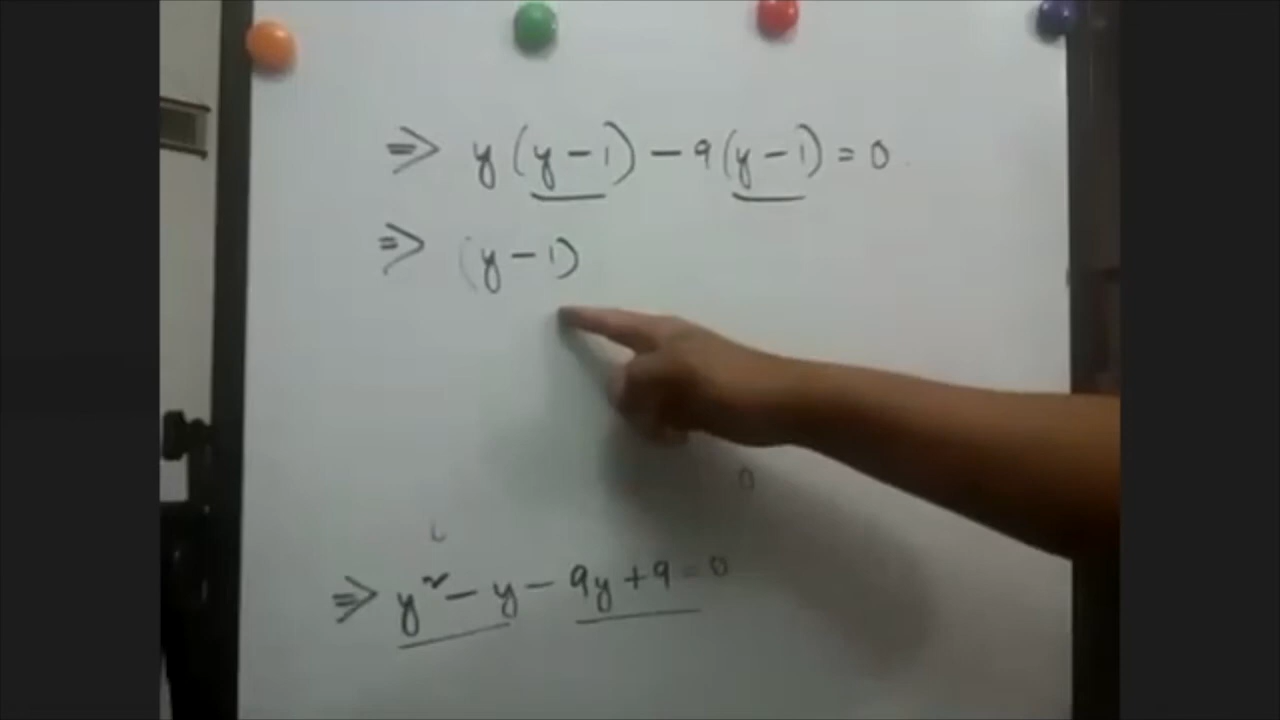 ⇒ y(y-1) - 9(y-1) = 0
⇒ (y-1)
⇒ y² - y - 9y + 9 = 0